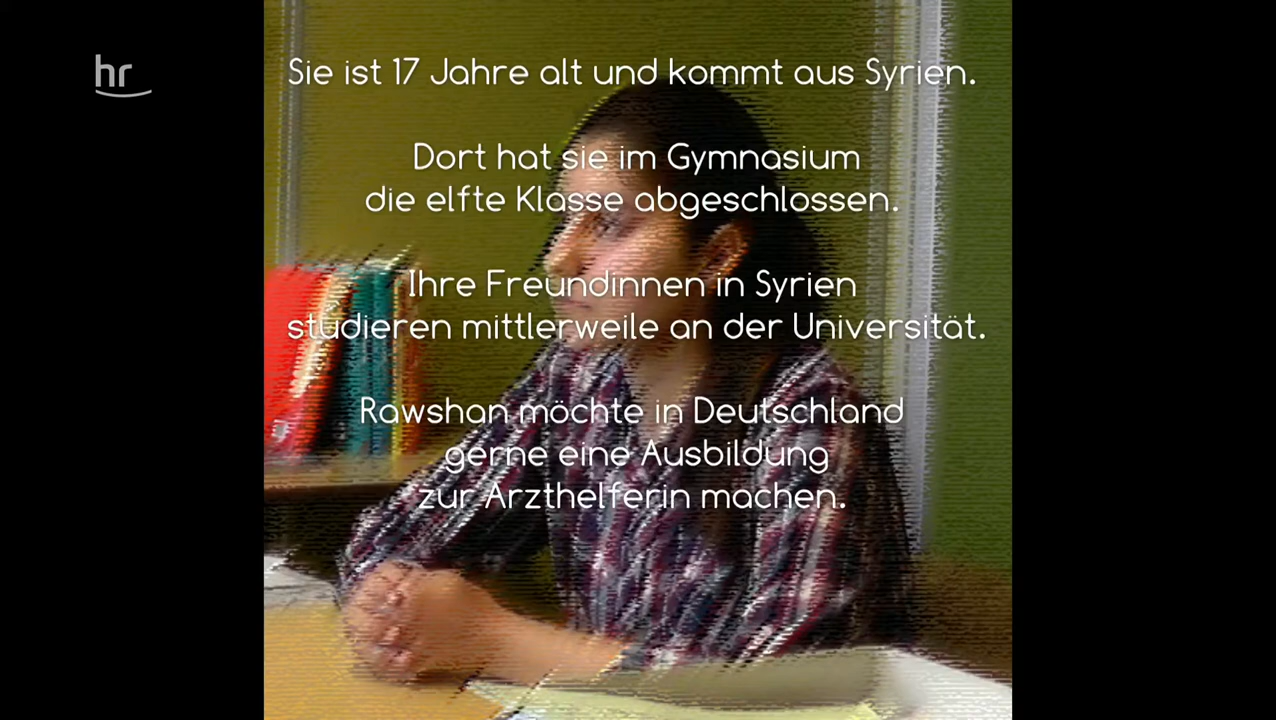 hr
Sie ist 17 Jahre alt und kommt aus Syrien.
Dort hat sie im Gymnasium
die elfte Klasse abgeschlossen.
Ihre Freundinnen in Syrien
studieren mittlerweile an der Universität.
Rawshan möchte in Deutschland
gerne eine Ausbildung
zur Arzthelferin machen.